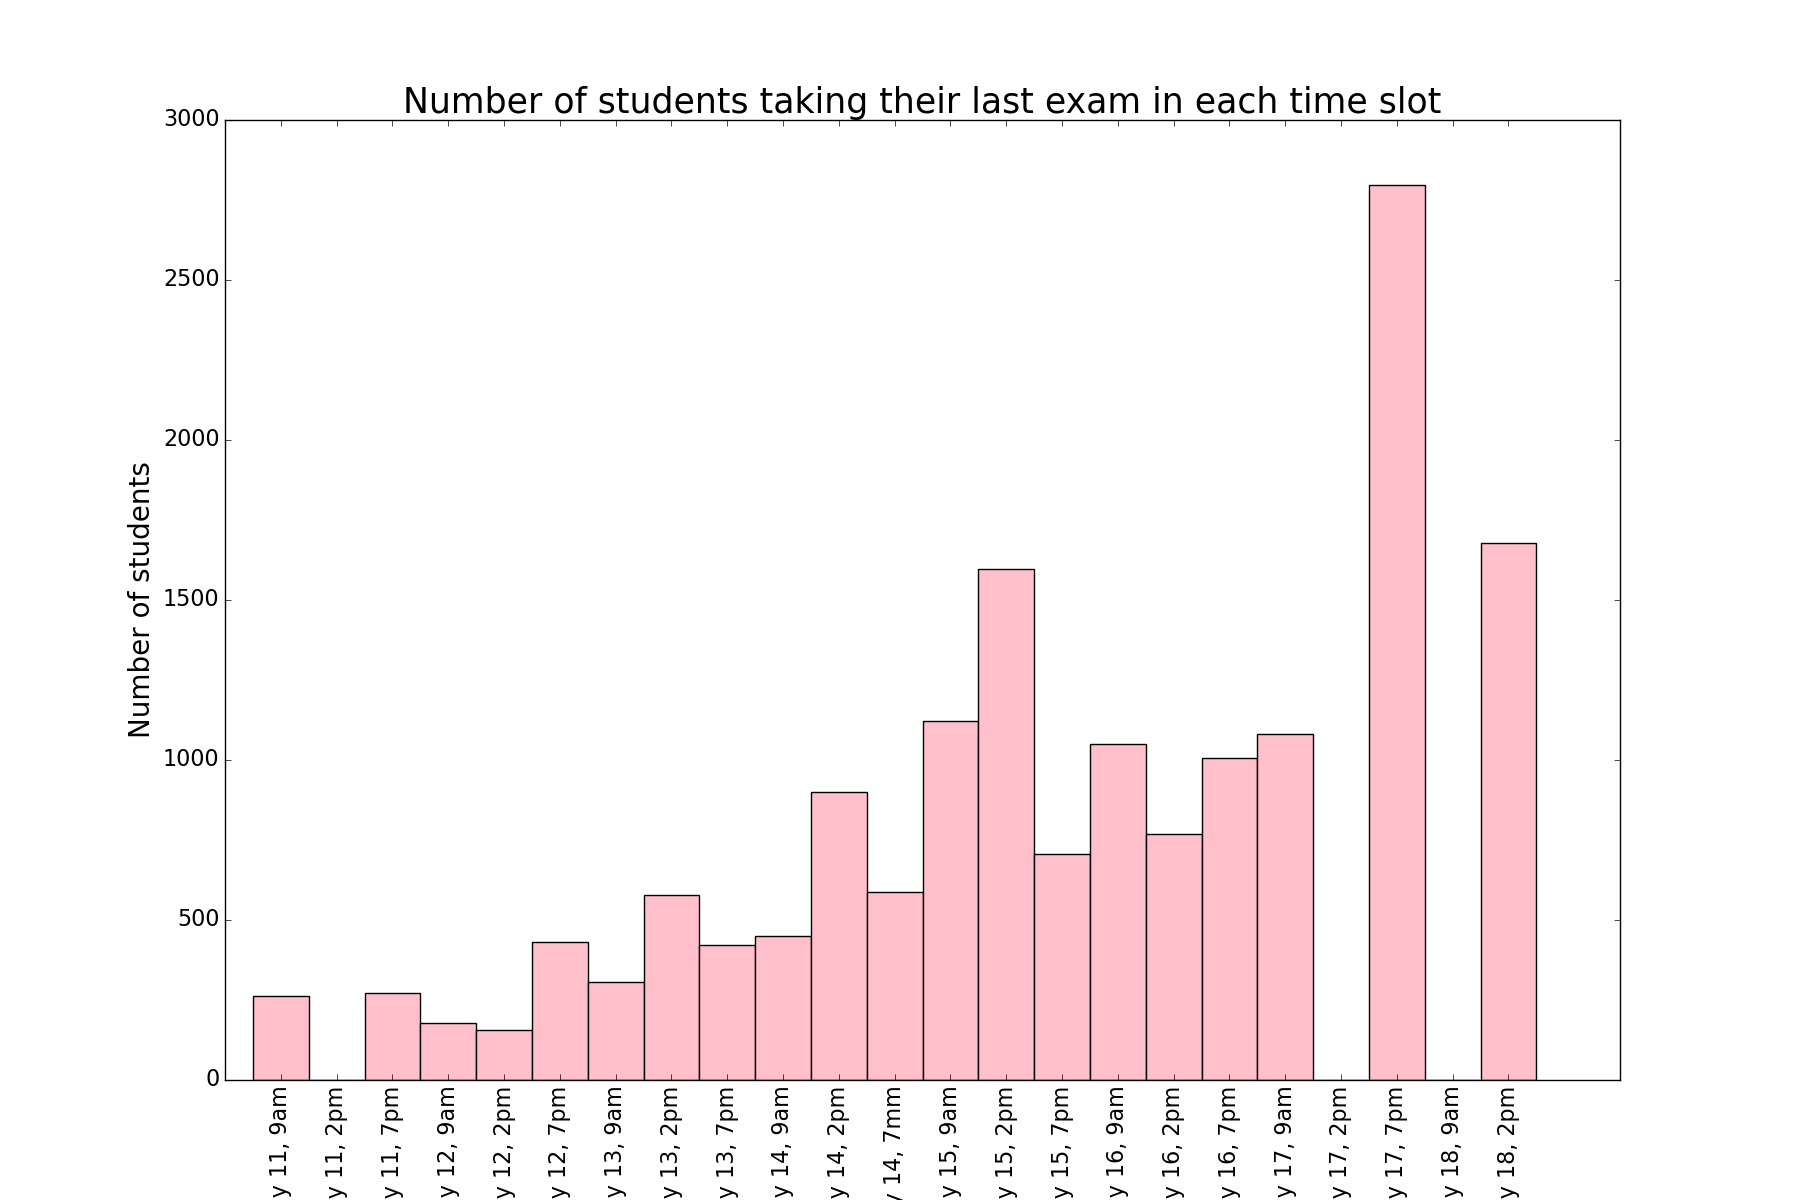 Number of students taking their last exam in each time slot
3000
2500
2000
1500
1000
500
0
Number of students
y 11, 9am
y 11, 2pm
y 11, 7pm
y 12, 9am
y 12, 2pm
y 12, 7pm
y 13, 9am
y 13, 2pm
y 13, 7pm
y 14, 9am
y 14, 2pm
y 14, 7mm
y 15, 9am
y 15, 2pm
y 15, 7pm
y 16, 9am
y 16, 2pm
y 16, 7pm
y 17, 9am
y 17, 2pm
y 17, 7pm
y 18, 9am
y 18, 2pm